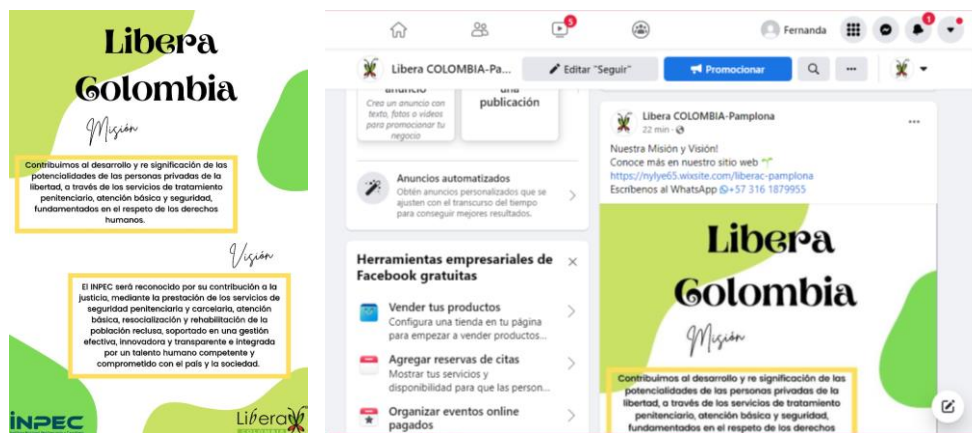 Libera
Colombia
Misión
Contribuimos al desarrollo y re significación de las
potencialidades de las personas privadas de la
libertad, a través de los servicios de tratamiento
penitenciario, atención básica y seguridad,
fundamentados en el respeto de los derechos
humanos.
Visión
El INPEC será reconocido por su contribución a la
justicia, mediante la prestación de los servicios de
seguridad penitenciaria y carcelaria, atención
básica, resocialización y rehabilitación de la
población reclusa, soportado en una gestión
efectiva, innovadora y transparente e integrada
por un talento humano competente y
comprometido con el país y la sociedad.
INPEC
Libera
COLOMBIA
5
Fernanda
1
Libera COLOMBIA-Pa...
Editar "Seguir"
Promocionar
anuncio
Crea un anuncio con
texto, fotos o videos
para promocionar tu
negocio
una
publicación
Anuncios automatizados
Obtén anuncios personalizados que se
ajusten con el transcurso del tiempo
para conseguir mejores resultados.
Herramientas empresariales de
Facebook gratuitas
Vender tus productos
Configura una tienda en tu página
para empezar a vender productos...
Agregar reservas de citas
Mostrar tus servicios y
disponibilidad para que las person...
Organizar eventos online
pagados
Libera COLOMBIA-Pamplona
22 min
Nuestra Misión y Visión!
Conoce más en nuestro sitio web
https://nylye65.wixsite.com/liberac-pamplona
Escríbenos al WhatsApp +57 316 1879955
Libera
Colombia
Misión
Contribuimos al desarrollo y re significación de las
potencialidades de las personas privadas de la
libertad, a través de los servicios de tratamiento
penitenciario, atención básica y seguridad,
fundamentados en el respeto de los derechos